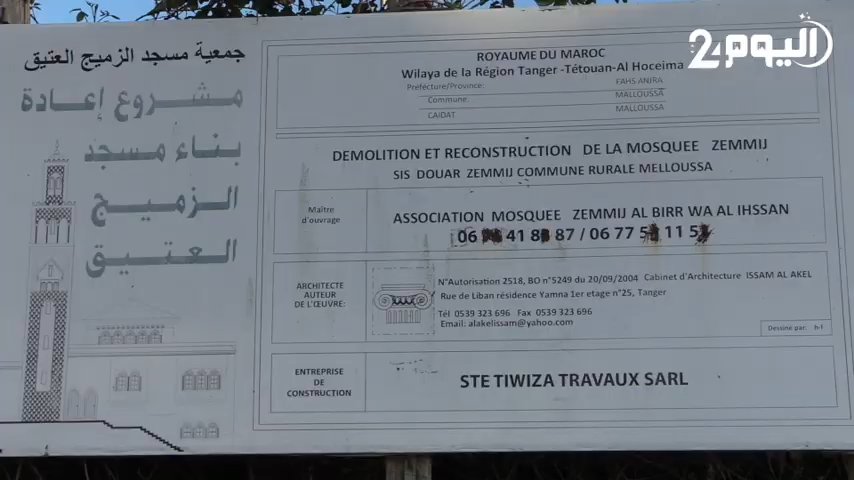 اليوم 24
جمعية مسجد الزميج العتيق
مشروع إعادة
بناء مسجد
الزميج
العتيق
ROYAUME DU MAROC
Wilaya de la Région Tanger -Tétouan-Al Hoceima
Préfecture/Province: FAHS ANJRA
Commune: MALLOUSSA
CAIDAT MALLOUSSA
DEMOLITION ET RECONSTRUCTION DE LA MOSQUEE ZEMMIJ
SIS DOUAR ZEMMIJ COMMUNE RURALE MELLOUSSA
Maître
d'ouvrage
ASSOCIATION MOSQUEE ZEMMIJ AL BIRR WA AL IHSSAN
06 41 87 / 06 77 11
ARCHITECTE
AUTEUR
DE L'ŒUVRE:
N°Autorisation 2518, BO n°5249 du 20/09/2004 Cabinet d'Architecture ISSAM AL AKEL
Rue de Liban résidence Yamna 1er etage n°25, Tanger
Tél 0539 323 696 Fax 0539 323 696
Email: alakelissam@yahoo.com
Dessiné par: h-f
ENTREPRISE
DE
CONSTRUCTION
STE TIWIZA TRAVAUX SARL